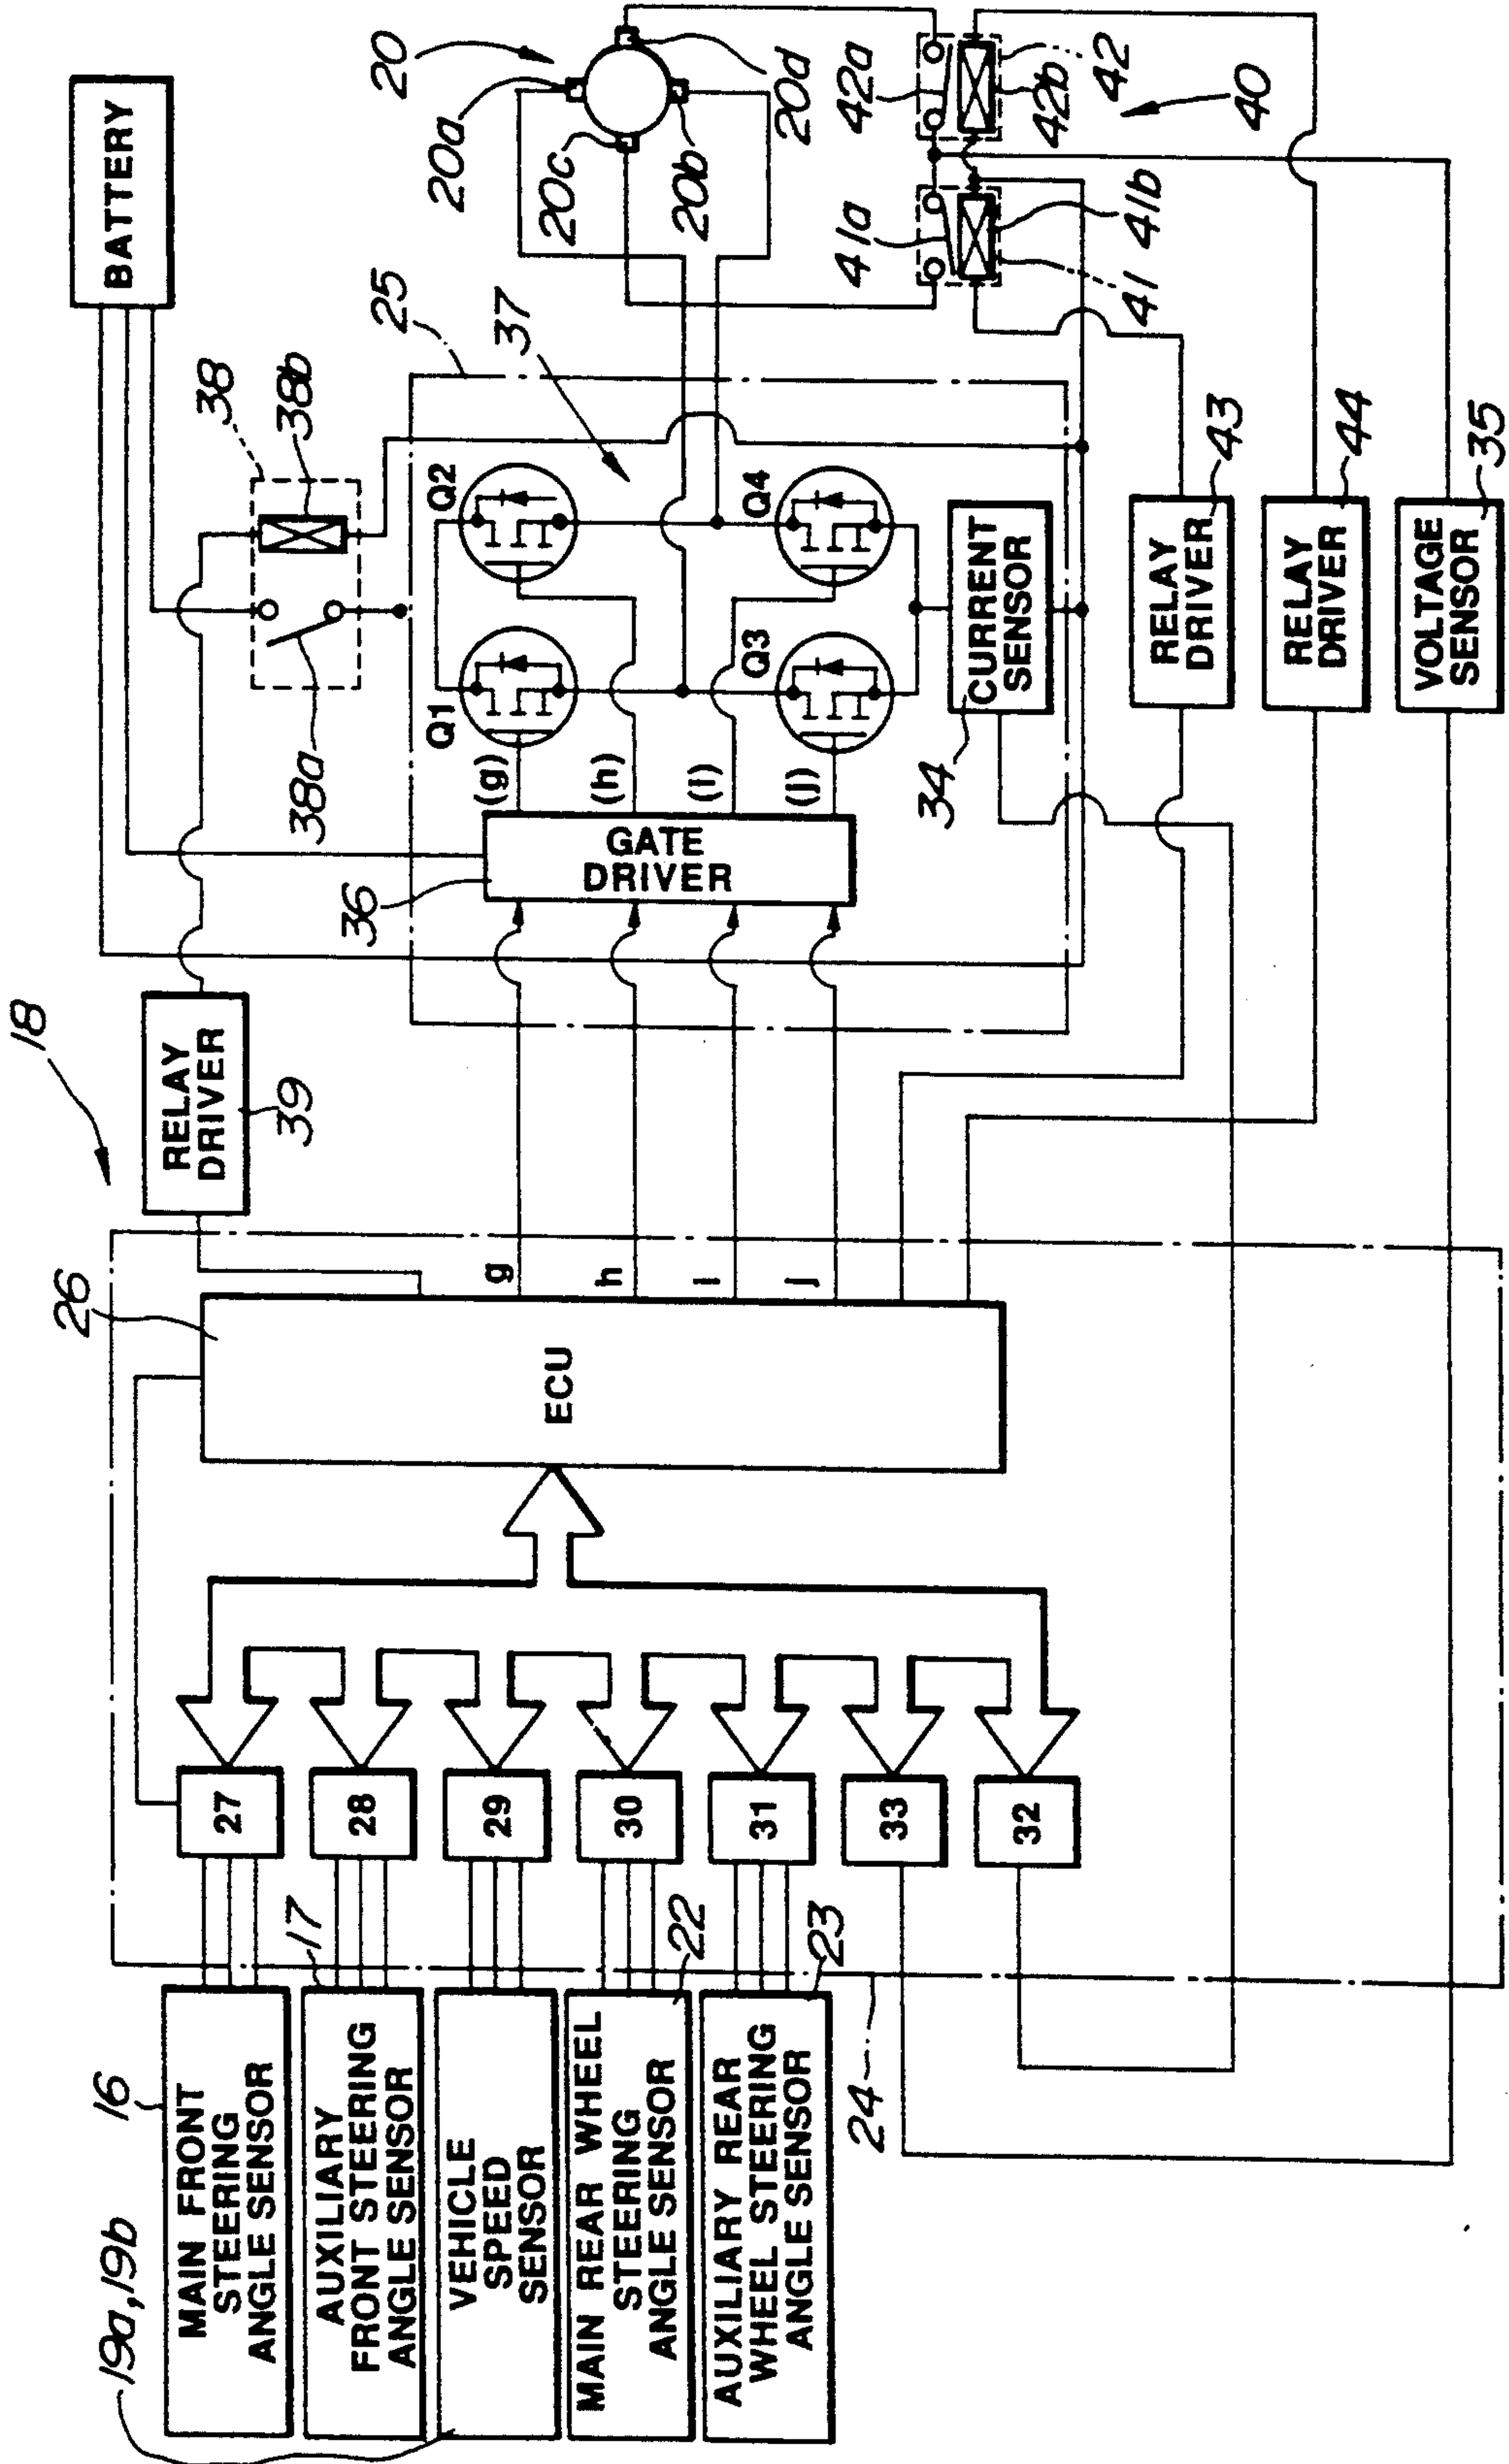 18
BATTERY
RELAY
DRIVER
39
38
38b
38a
25
37
20
20a
20c
20b
20d
26
ECU
g
h
i
j
36
GATE
DRIVER
(g)
(h)
(i)
(j)
Q1
Q2
Q3
Q4
34
CURRENT
SENSOR
41a
41b
41
42a
42b
42
40
RELAY
DRIVER
43
RELAY
DRIVER
44
VOLTAGE
SENSOR
35
27
28
29
30
31
33
32
19a, 19b
16
MAIN FRONT
STEERING
ANGLE SENSOR
17
AUXILIARY
FRONT STEERING
ANGLE SENSOR
VEHICLE
SPEED
SENSOR
MAIN REAR WHEEL
STEERING
ANGLE SENSOR
22
AUXILIARY REAR
WHEEL STEERING
ANGLE SENSOR
23
24